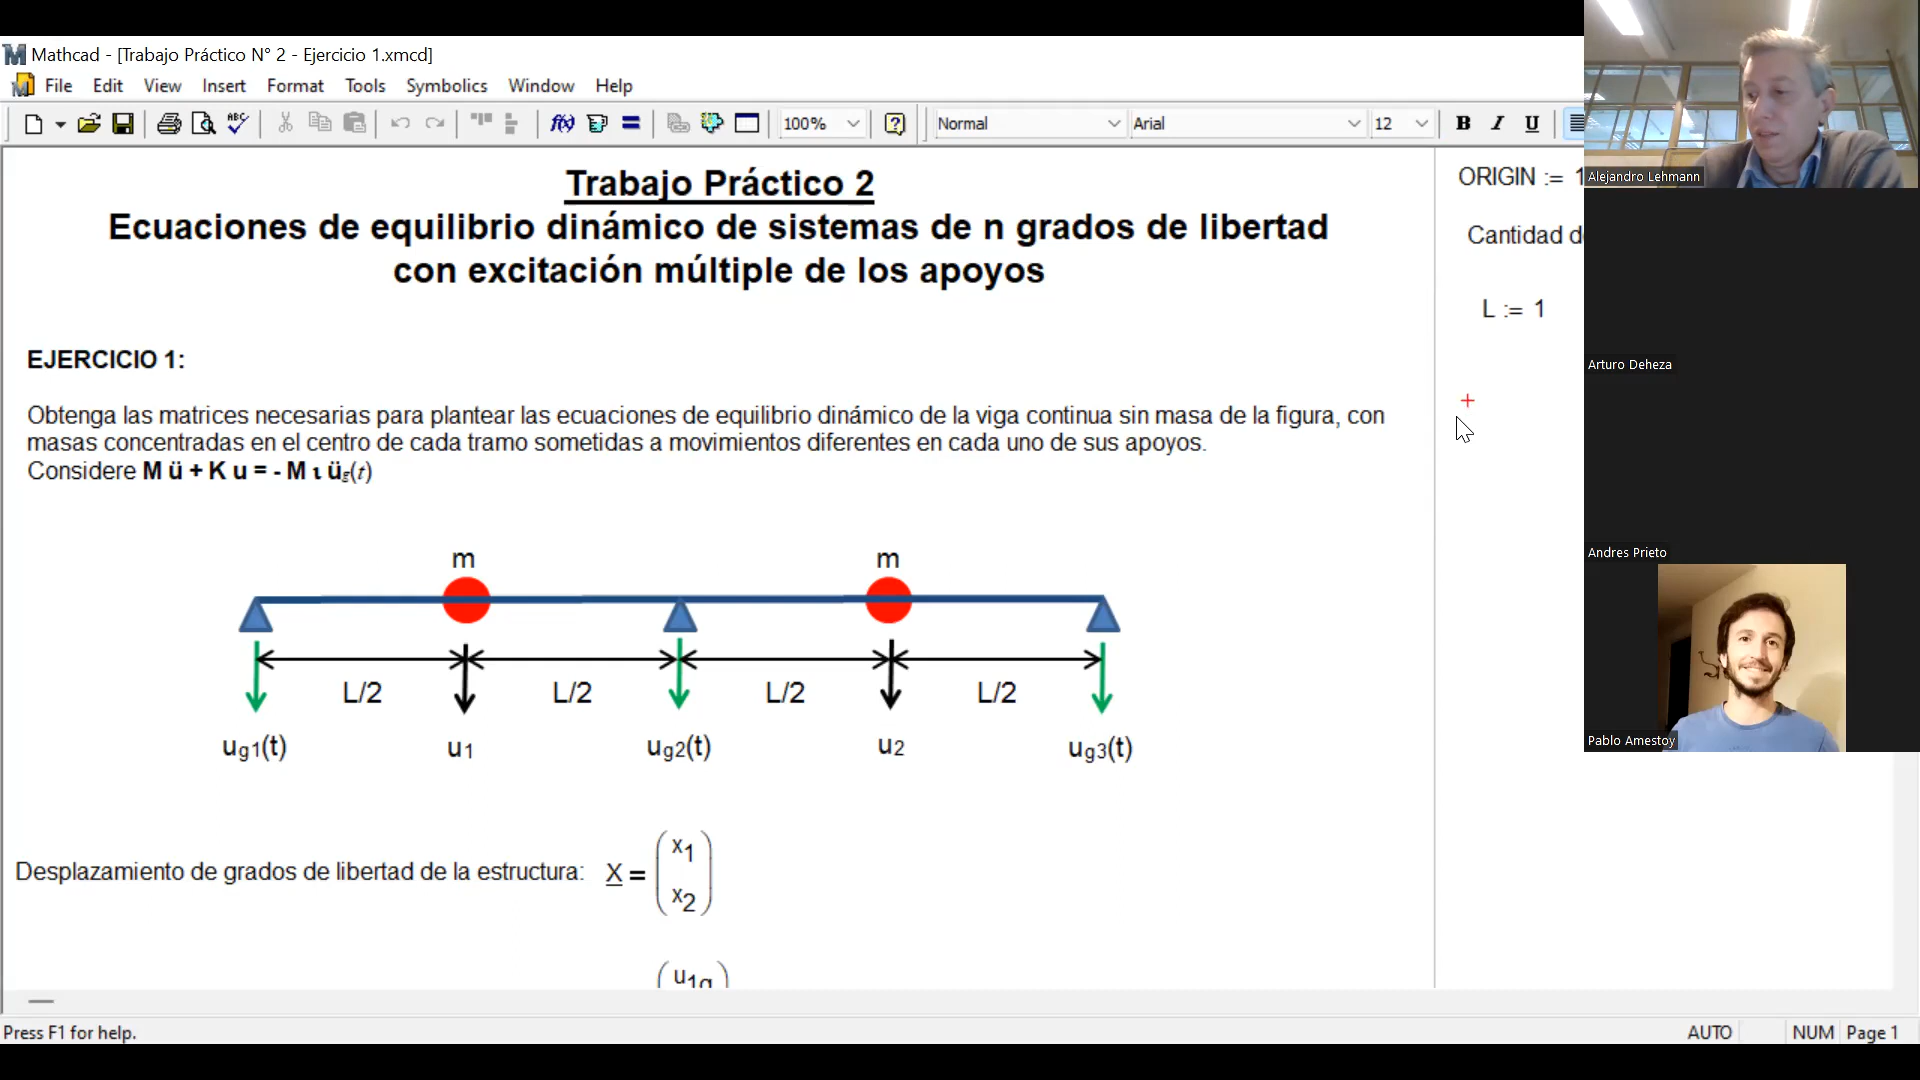 Mathcad - [Trabajo Práctico N° 2 - Ejercicio 1.xmcd]
File Edit View Insert Format Tools Symbolics Window Help
100% Normal Arial 12 B I U
Trabajo Práctico 2
Ecuaciones de equilibrio dinámico de sistemas de n grados de libertad
con excitación múltiple de los apoyos
ORIGIN := 1
Cantidad d
L := 1
EJERCICIO 1:
Obtenga las matrices necesarias para plantear las ecuaciones de equilibrio dinámico de la viga continua sin masa de la figura, con
masas concentradas en el centro de cada tramo sometidas a movimientos diferentes en cada uno de sus apoyos.
Considere M ü + K u = - M ι üg(t)
m m
L/2 L/2 L/2 L/2
ug1(t) u1 ug2(t) u2 ug3(t)
Desplazamiento de grados de libertad de la estructura: X = (x1
x2)
u1g
Press F1 for help.
AUTO NUM Page 1
Alejandro Lehmann
Arturo Deheza
Andres Prieto
Pablo Amestoy